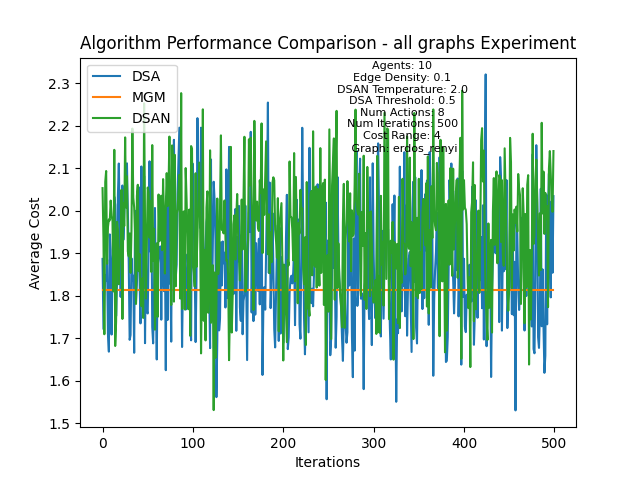 Algorithm Performance Comparison - all graphs Experiment
DSA
MGM
DSAN
Agents: 10
Edge Density: 0.1
DSAN Temperature: 2.0
DSA Threshold: 0.5
Num Actions: 8
Num Iterations: 500
Cost Range: 4
Graph: erdos_renyi
Average Cost
2.3
2.2
2.1
2.0
1.9
1.8
1.7
1.6
1.5
0 100 200 300 400 500
Iterations